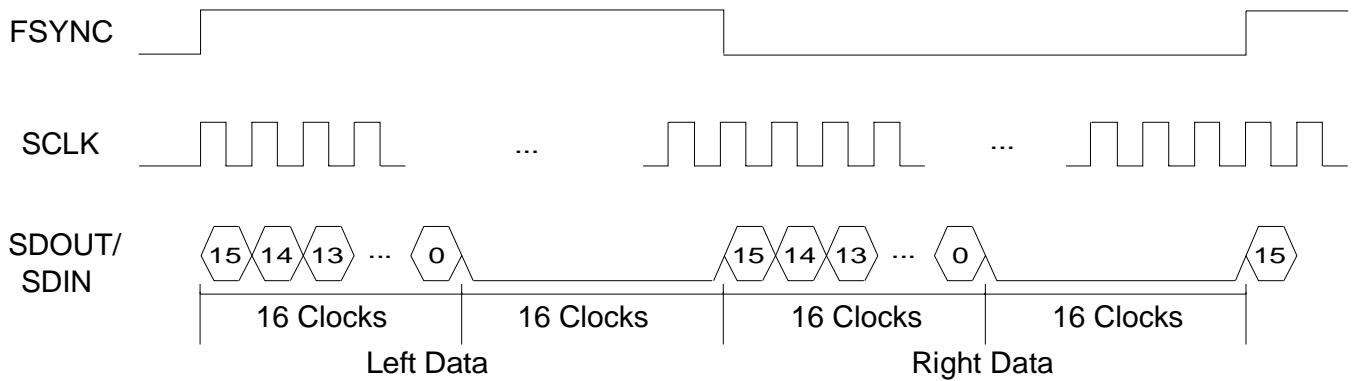 FSYNC
SCLK
... ...
SDOUT/
SDIN
15 14 13 ... 0 15 14 13 ... 0 15
16 Clocks 16 Clocks 16 Clocks 16 Clocks
Left Data Right Data